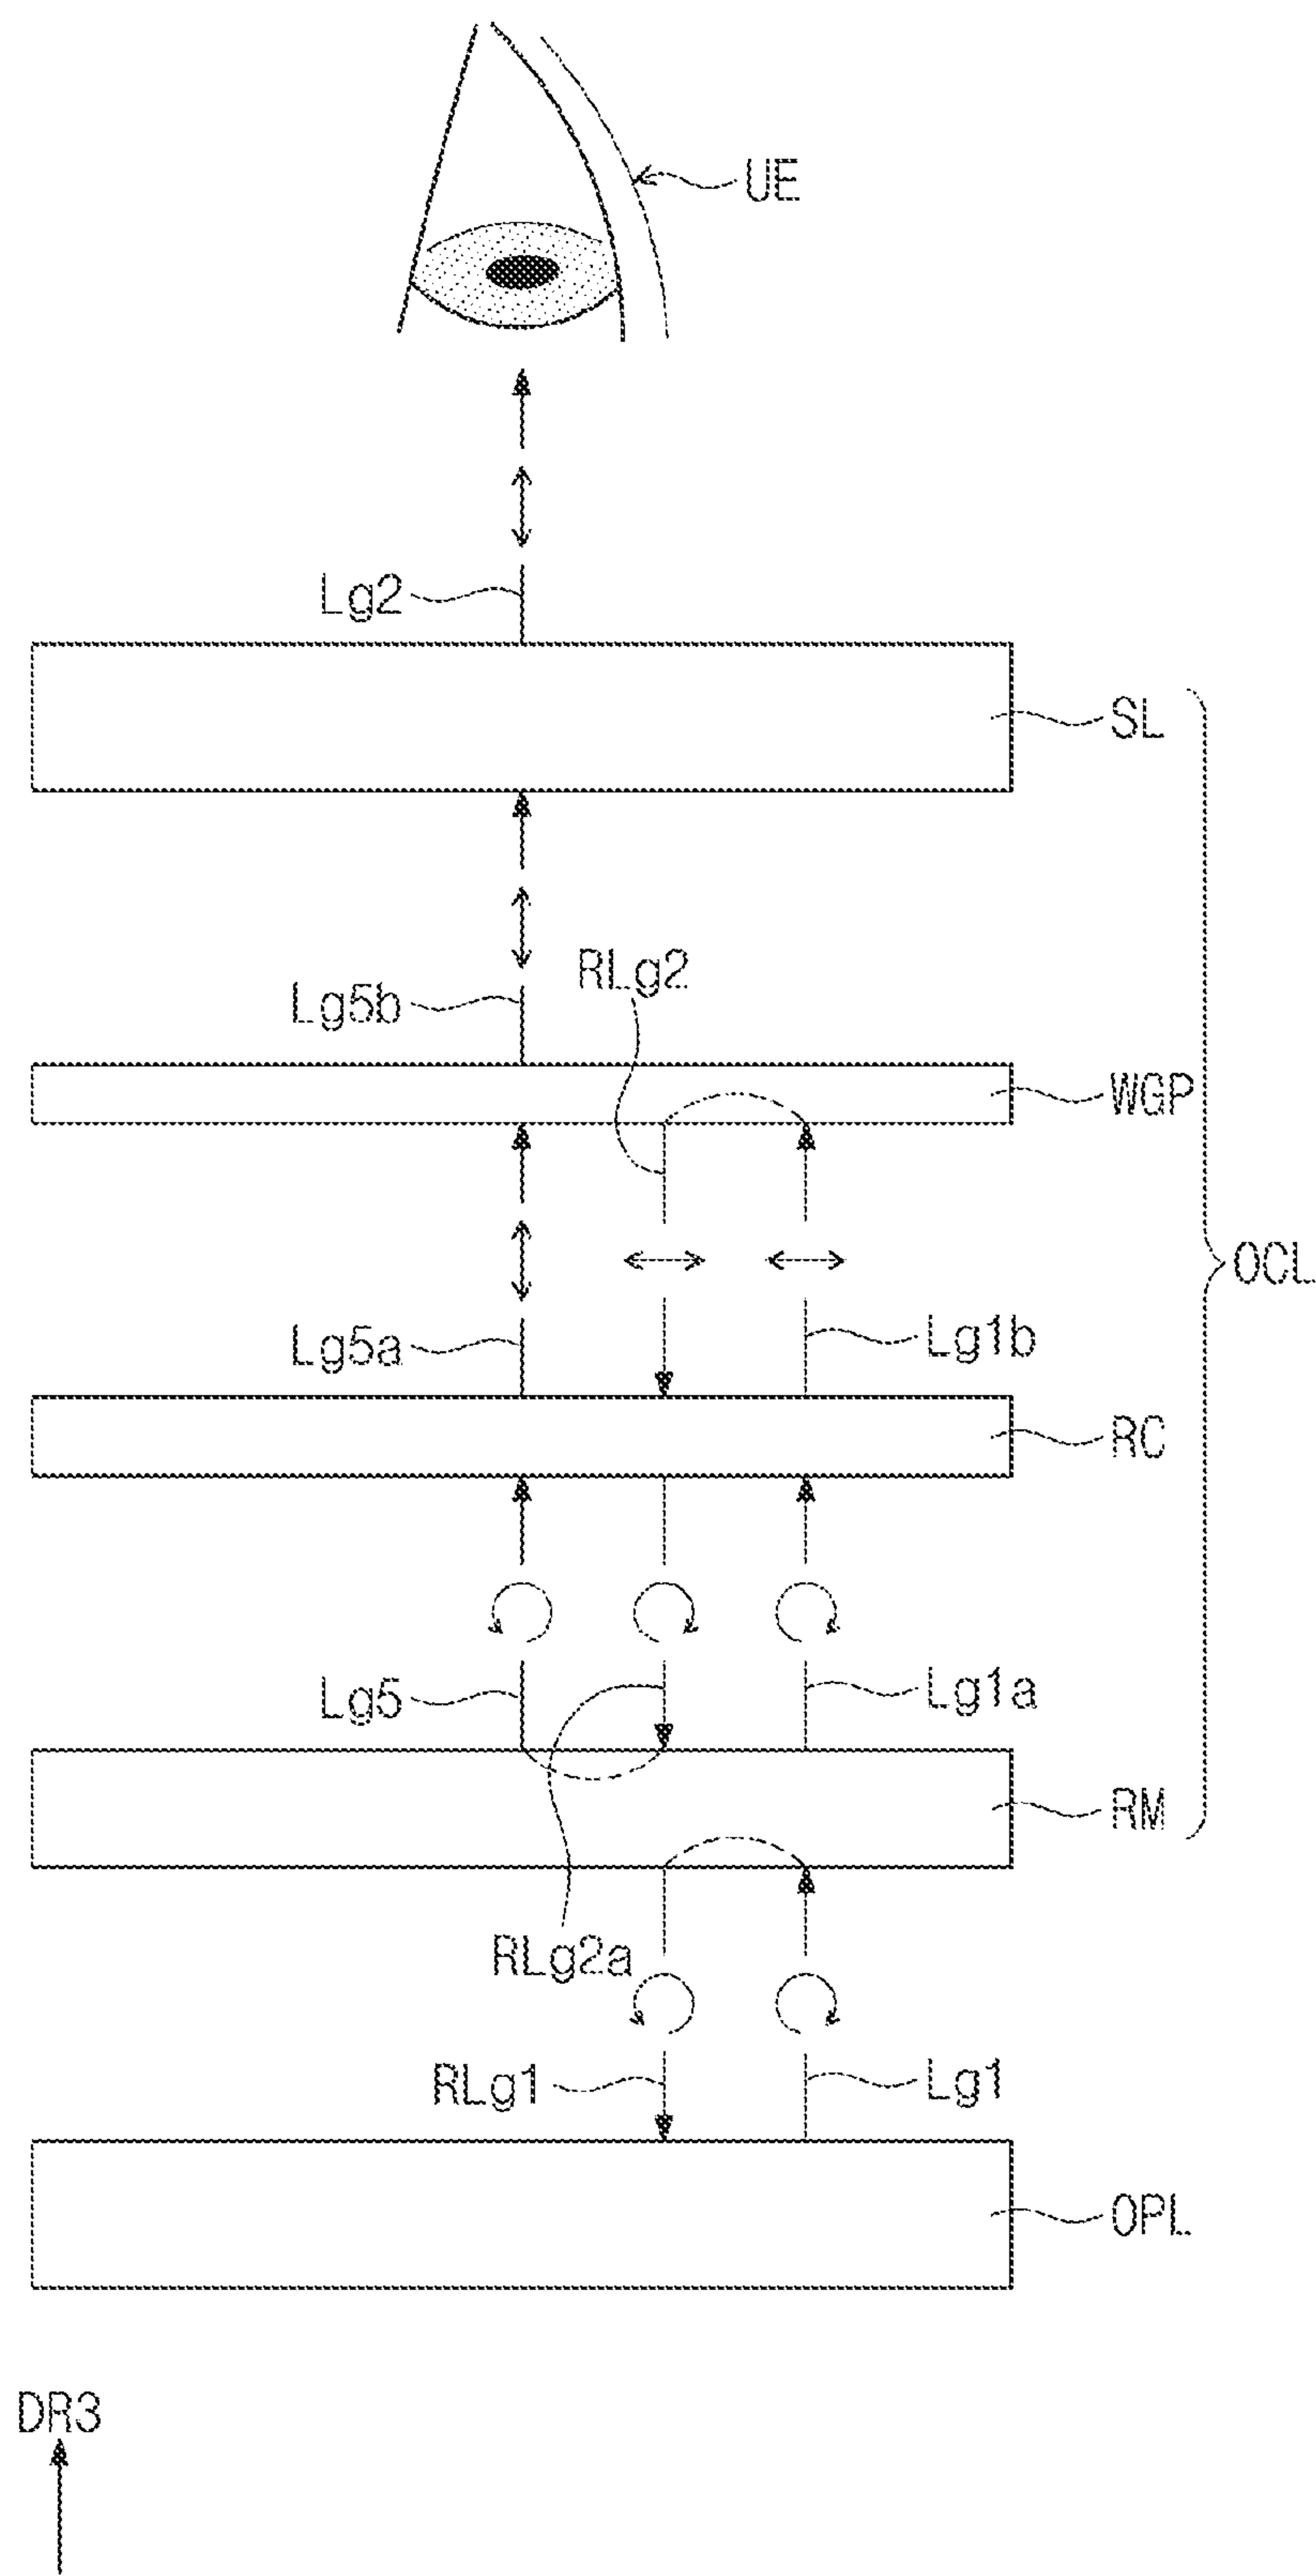 UE
Lg2
SL
RLg2
Lg5b
WGP
OCL
Lg5a
Lg1b
RC
Lg5
Lg1a
RM
RLg2a
RLg1
Lg1
OPL
DR3